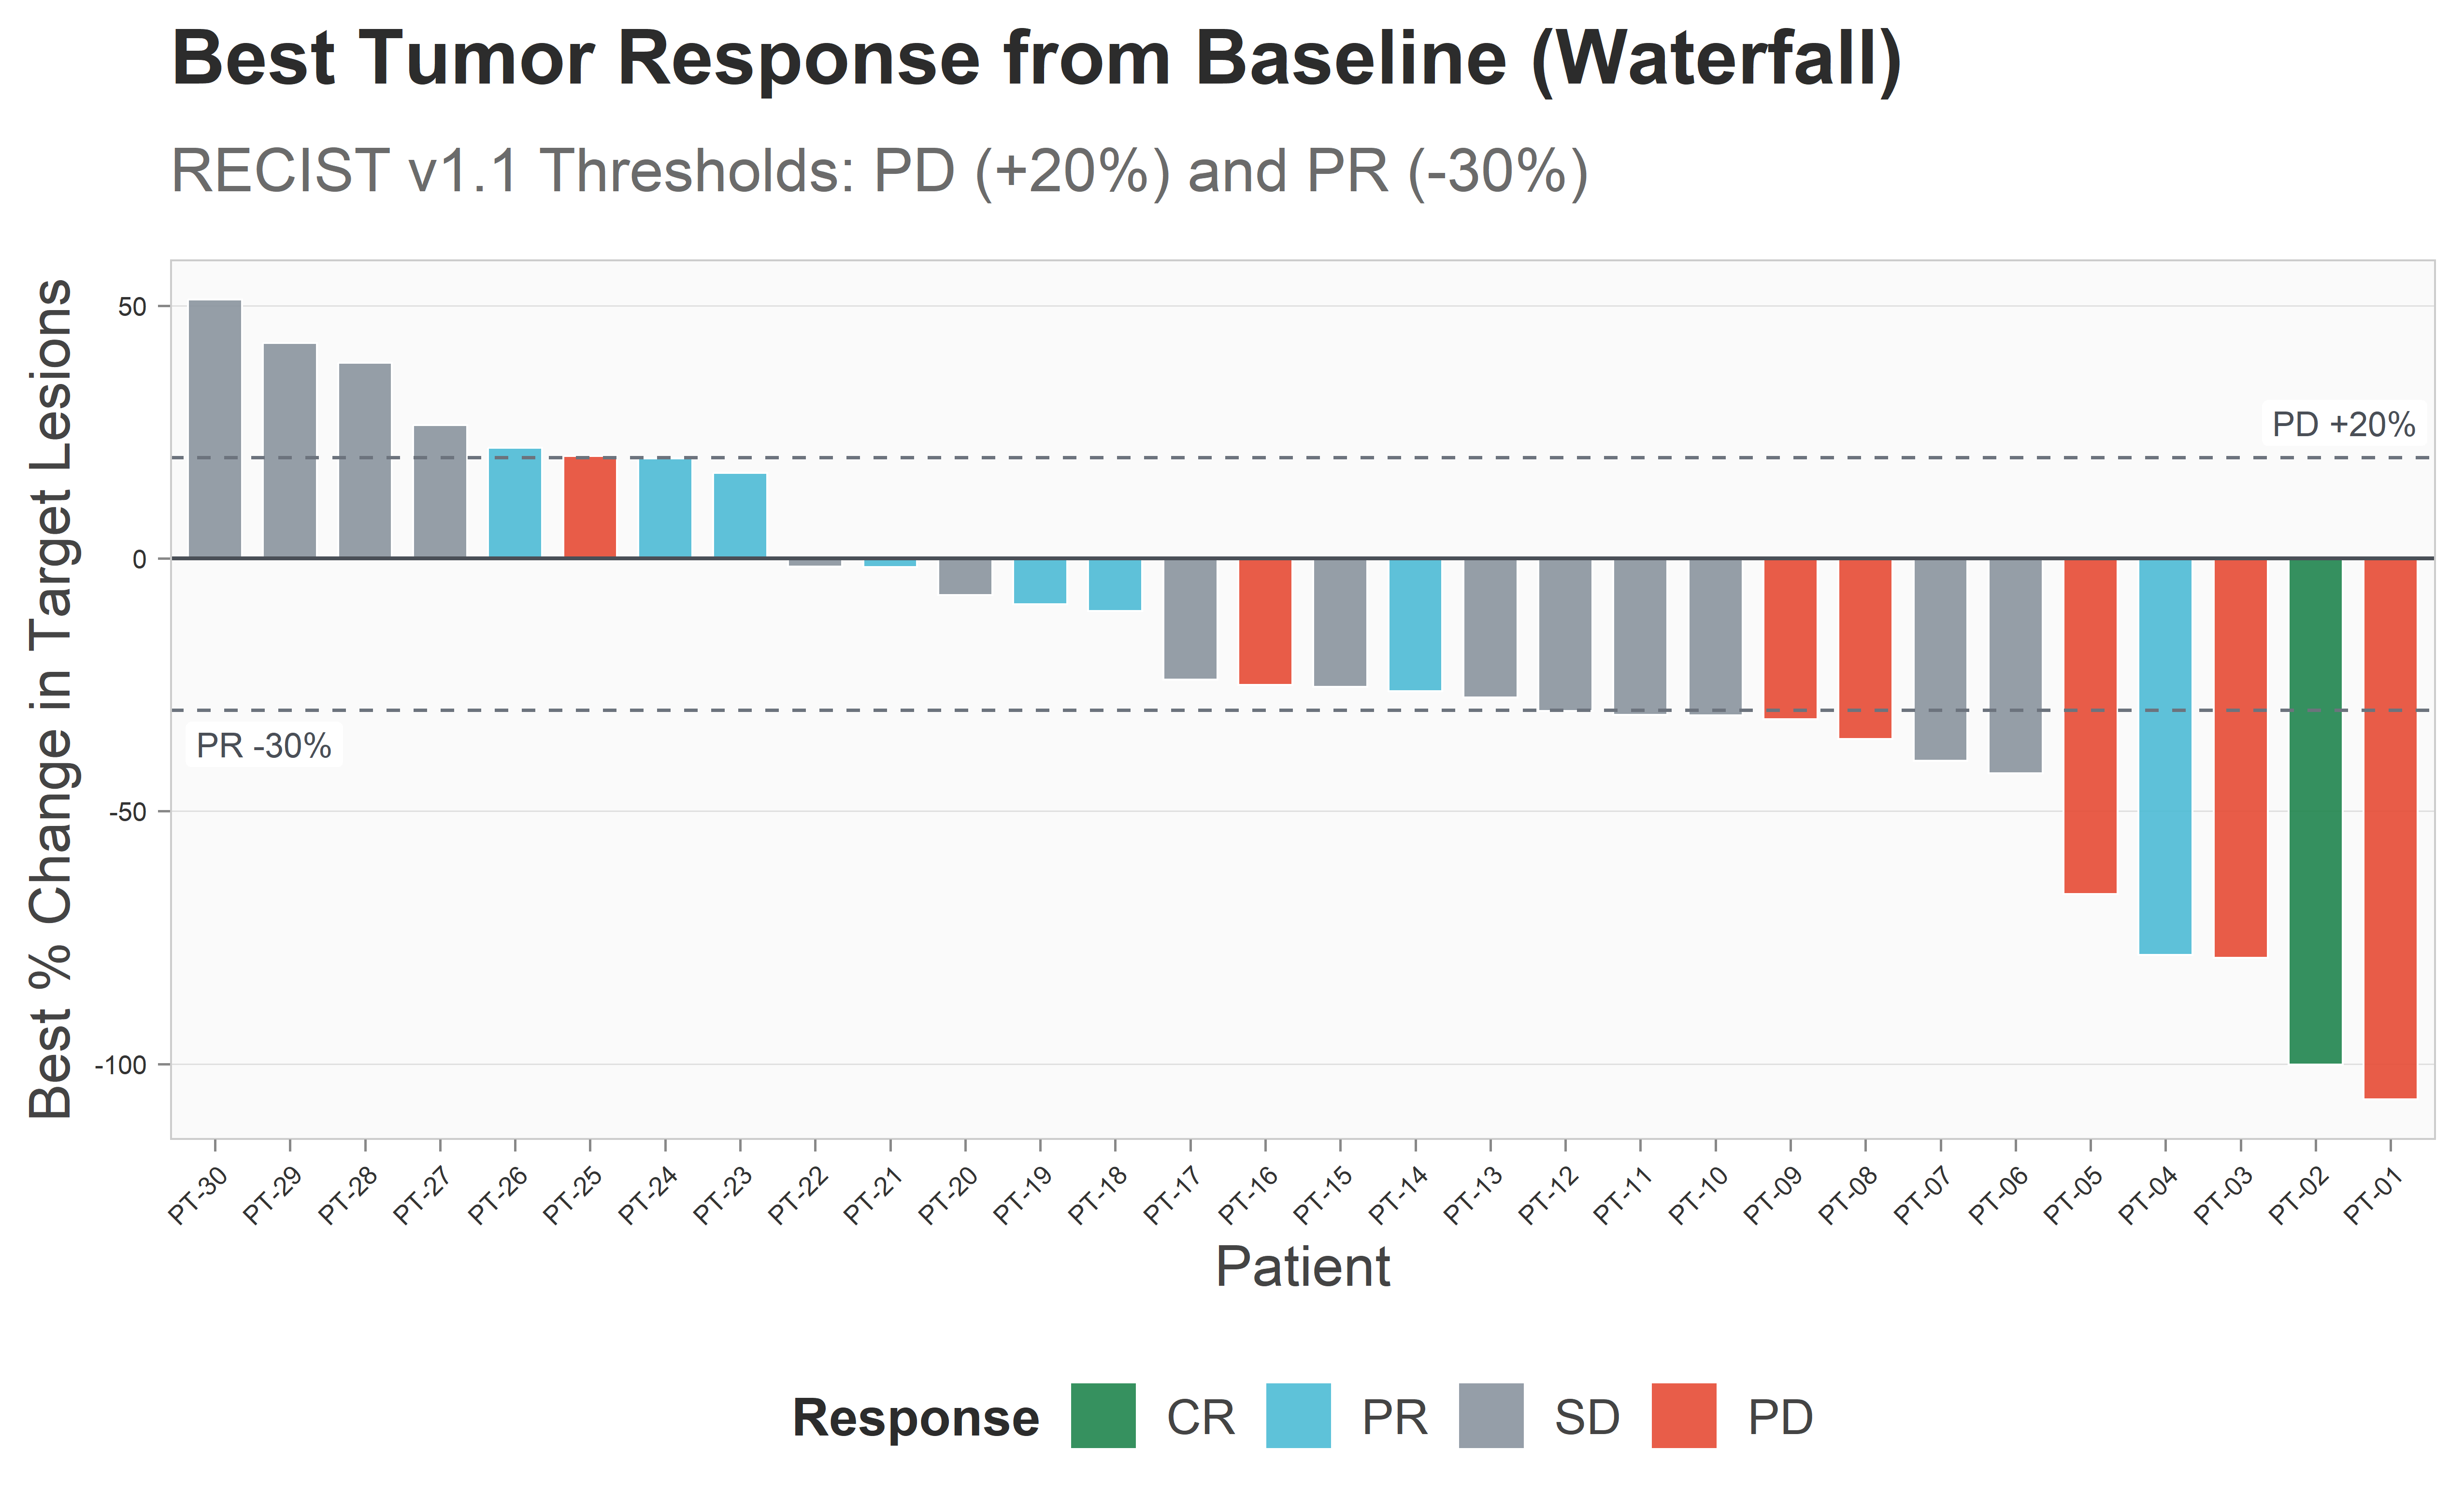 Best Tumor Response from Baseline (Waterfall)
RECIST v1.1 Thresholds: PD (+20%) and PR (-30%)
Best % Change in Target Lesions
50
0
-50
-100
PD +20%
PR -30%
PT-30 PT-29 PT-28 PT-27 PT-26 PT-25 PT-24 PT-23 PT-22 PT-21 PT-20 PT-19 PT-18 PT-17 PT-16 PT-15 PT-14 PT-13 PT-12 PT-11 PT-10 PT-09 PT-08 PT-07 PT-06 PT-05 PT-04 PT-03 PT-02 PT-01
Patient
Response CR PR SD PD